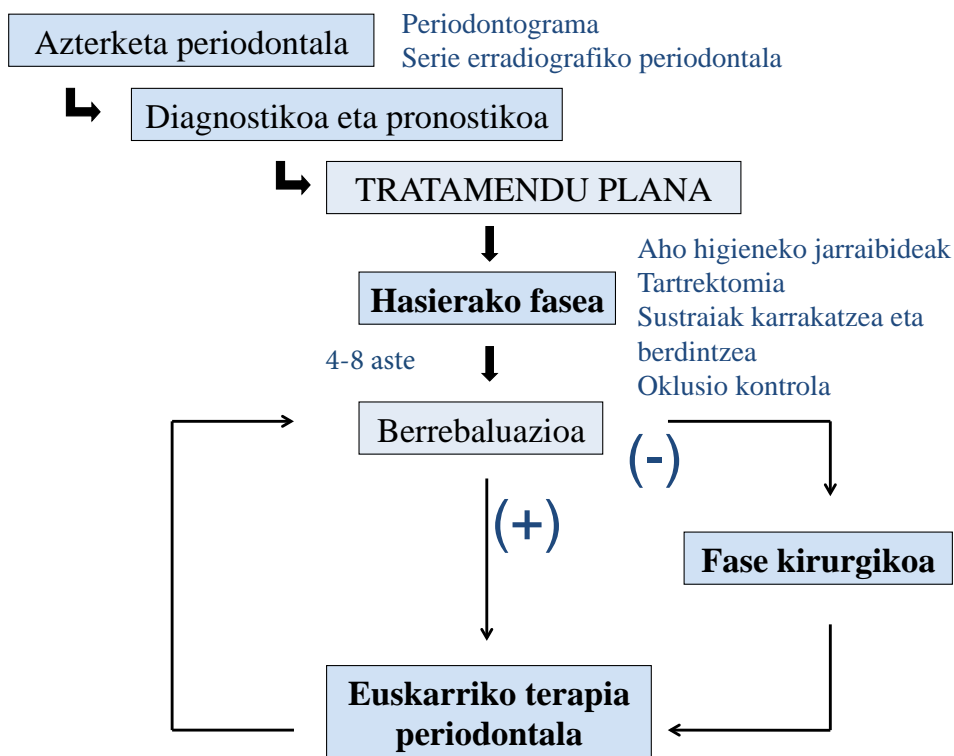 Azterketa periodontala
Periodontograma
Serie erradiografiko periodontala
Diagnostikoa eta pronostikoa
TRATAMENDU PLANA
Hasierako fasea
Aho higieneko jarraibideak
Tartrektomia
Sustraiak karrakatzea eta
berdintzea
Oklusio kontrola
4-8 aste
Berrebaluazioa
(-)
(+)
Fase kirurgikoa
Euskarriko terapia
periodontala